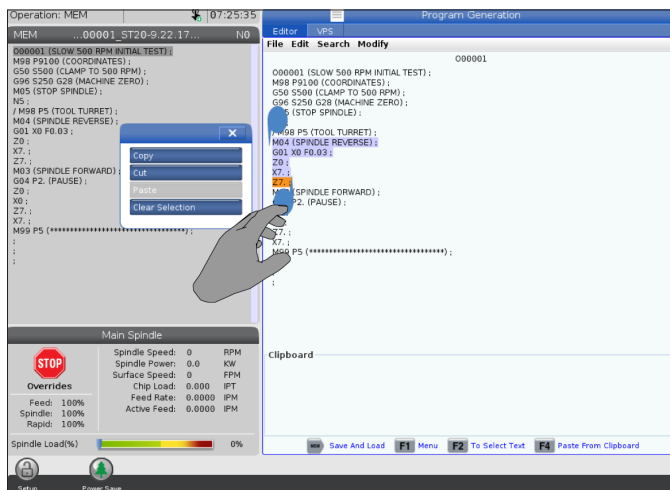 Operation: MEM
07:25:35
Program Generation
MEM ...00001_ST20-9.22.17... N0
O00001 (SLOW 500 RPM INITIAL TEST) ;
M98 P9100 (COORDINATES) ;
G50 S500 (CLAMP TO 500 RPM) ;
G96 S250 G28 (MACHINE ZERO) ;
M05 (STOP SPINDLE) ;
N5 ;
/ M98 P5 (TOOL TURRET) ;
M04 (SPINDLE REVERSE) ;
G01 X0 F0.03 ;
Z0 ;
X7. ;
Z7. ;
M03 (SPINDLE FORWARD)
G04 P2. (PAUSE) ;
Z0 ;
X0 ;
Z7. ;
X7. ;
M99 P5 (*********************************) ;
;
;
;
X
Copy
Cut
Paste
Clear Selection
Editor VPS
File Edit Search Modify
O00001
O00001 (SLOW 500 RPM INITIAL TEST) ;
M98 P9100 (COORDINATES) ;
G50 S500 (CLAMP TO 500 RPM) ;
G96 S250 G28 (MACHINE ZERO) ;
(STOP SPINDLE) ;
/ M98 P5 (TOOL TURRET) ;
M04 (SPINDLE REVERSE) ;
G01 X0 F0.03 ;
Z0 ;
X7. ;
Z7. ;
(SPINDLE FORWARD) ;
P2. (PAUSE) ;
Z7. ;
X7. ;
M99 P5 (*********************************) ;
;
Main Spindle
STOP
Overrides
Feed: 100%
Spindle: 100%
Rapid: 100%
Spindle Speed: 0 RPM
Spindle Power: 0.0 KW
Surface Speed: 0 FPM
Chip Load: 0.000 IPT
Feed Rate: 0.0000 IPM
Active Feed: 0.0000 IPM
Spindle Load(%) 0%
Clipboard
Save And Load F1 Menu F2 To Select Text F4 Paste From Clipboard
Setup Power Save